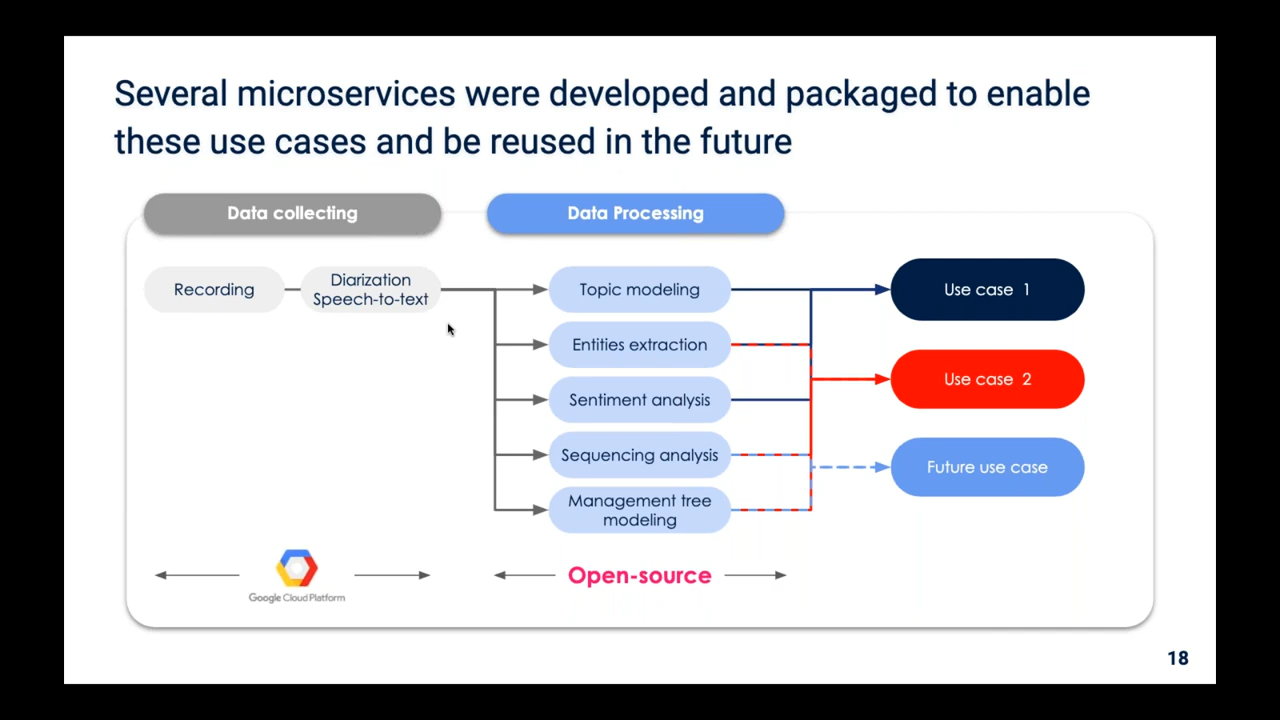 Several microservices were developed and packaged to enable
these use cases and be reused in the future
Data collecting
Data Processing
Recording
Diarization
Speech-to-text
Topic modeling
Entities extraction
Sentiment analysis
Sequencing analysis
Management tree
modeling
Use case 1
Use case 2
Future use case
Google Cloud Platform
Open-source
18